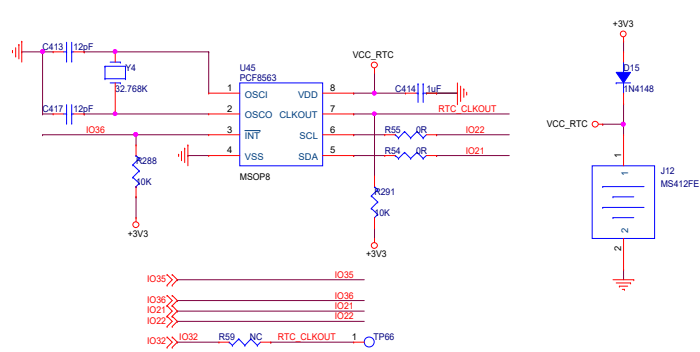 +3V3
C413 12pF
U45
PCF8563
VCC_RTC
D15
1N4148
Y4
32.768K
1 OSCI VDD 8
C414 1uF
C417 12pF
2 OSCO CLKOUT 7
RTC_CLKOUT
VCC_RTC
IO36
3 INT SCL 6
R55 0R IO22
4 VSS SDA 5
R54 0R IO21
R288
10K
MSOP8
1
1
J12
MS412FE
R291
10K
2
2
+3V3
+3V3
IO35 IO35
IO36 IO36
IO21 IO21
IO22 IO22
IO32 IO32 R59 NC RTC_CLKOUT 1 TP66